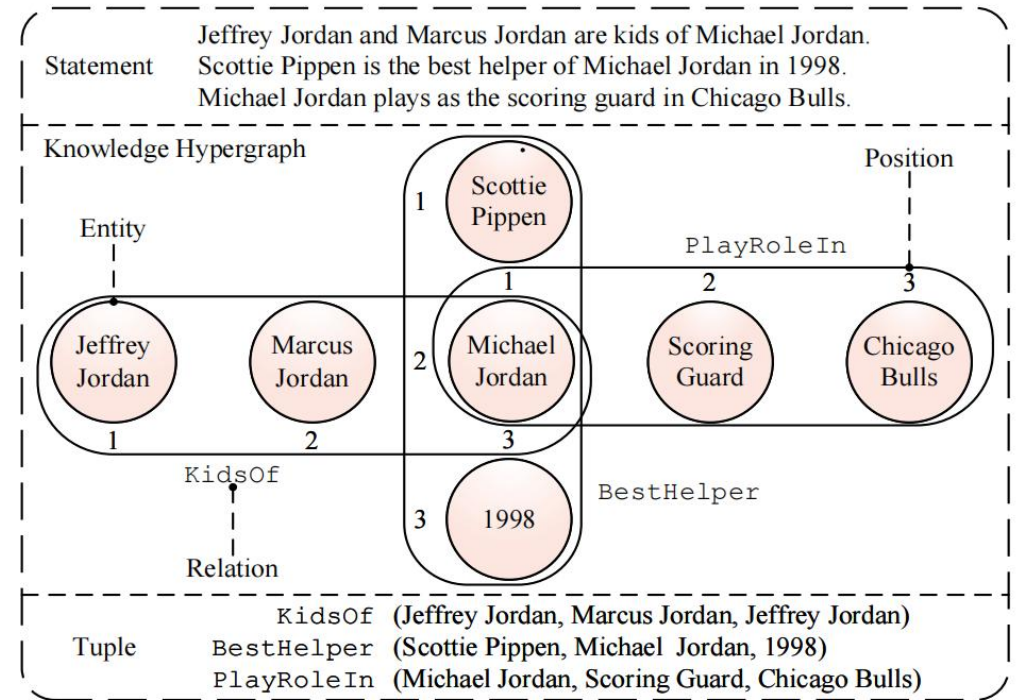 Statement
Jeffrey Jordan and Marcus Jordan are kids of Michael Jordan.
Scottie Pippen is the best helper of Michael Jordan in 1998.
Michael Jordan plays as the scoring guard in Chicago Bulls.
Knowledge Hypergraph
Position
Entity
1
Scottie
Pippen
PlayRoleIn
1
2
3
Jeffrey
Jordan
Marcus
Jordan
2
Michael
Jordan
Scoring
Guard
Chicago
Bulls
1
2
3
KidsOf
3
1998
BestHelper
Relation
Tuple
KidsOf (Jeffrey Jordan, Marcus Jordan, Jeffrey Jordan)
BestHelper (Scottie Pippen, Michael Jordan, 1998)
PlayRoleIn (Michael Jordan, Scoring Guard, Chicago Bulls)